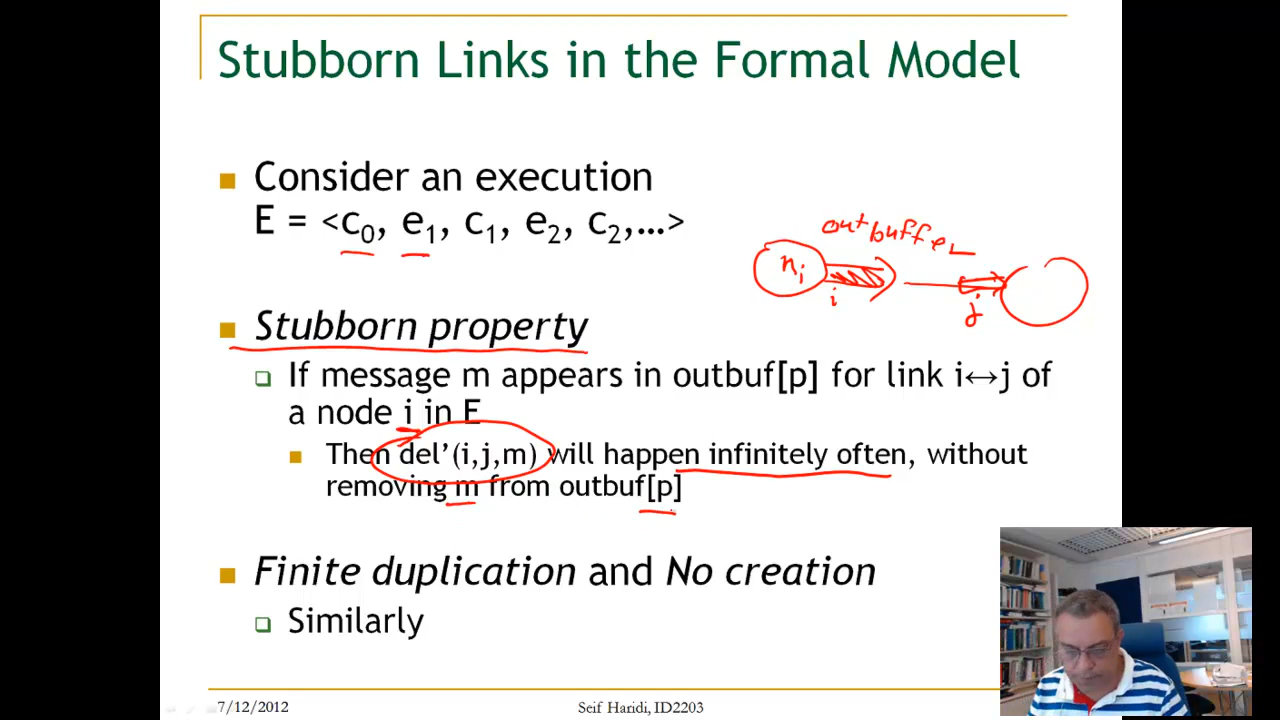 Stubborn Links in the Formal Model
Consider an execution
E = <c₀, e₁, c₁, e₂, c₂,…>
outbuffer
nᵢ
i
j
Stubborn property
If message m appears in outbuf[p] for link i↔j of
a node i in E
Then del’(i,j,m) will happen infinitely often, without
removing m from outbuf[p]
Finite duplication and No creation
Similarly
7/12/2012
Seif Haridi, ID2203